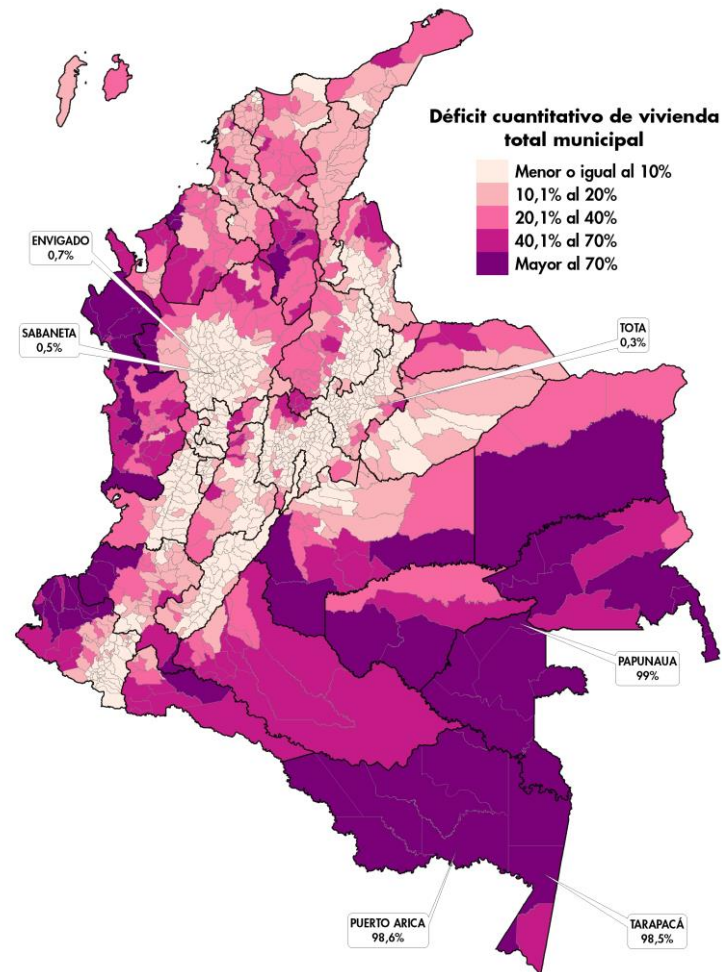 Déficit cuantitativo de vivienda
total municipal
Menor o igual al 10%
10,1% al 20%
20,1% al 40%
40,1% al 70%
Mayor al 70%
ENVIGADO
0,7%
SABANETA
0,5%
TOTA
0,3%
PAPUNAUA
99%
PUERTO ARICA
98,6%
TARAPACÁ
98,5%